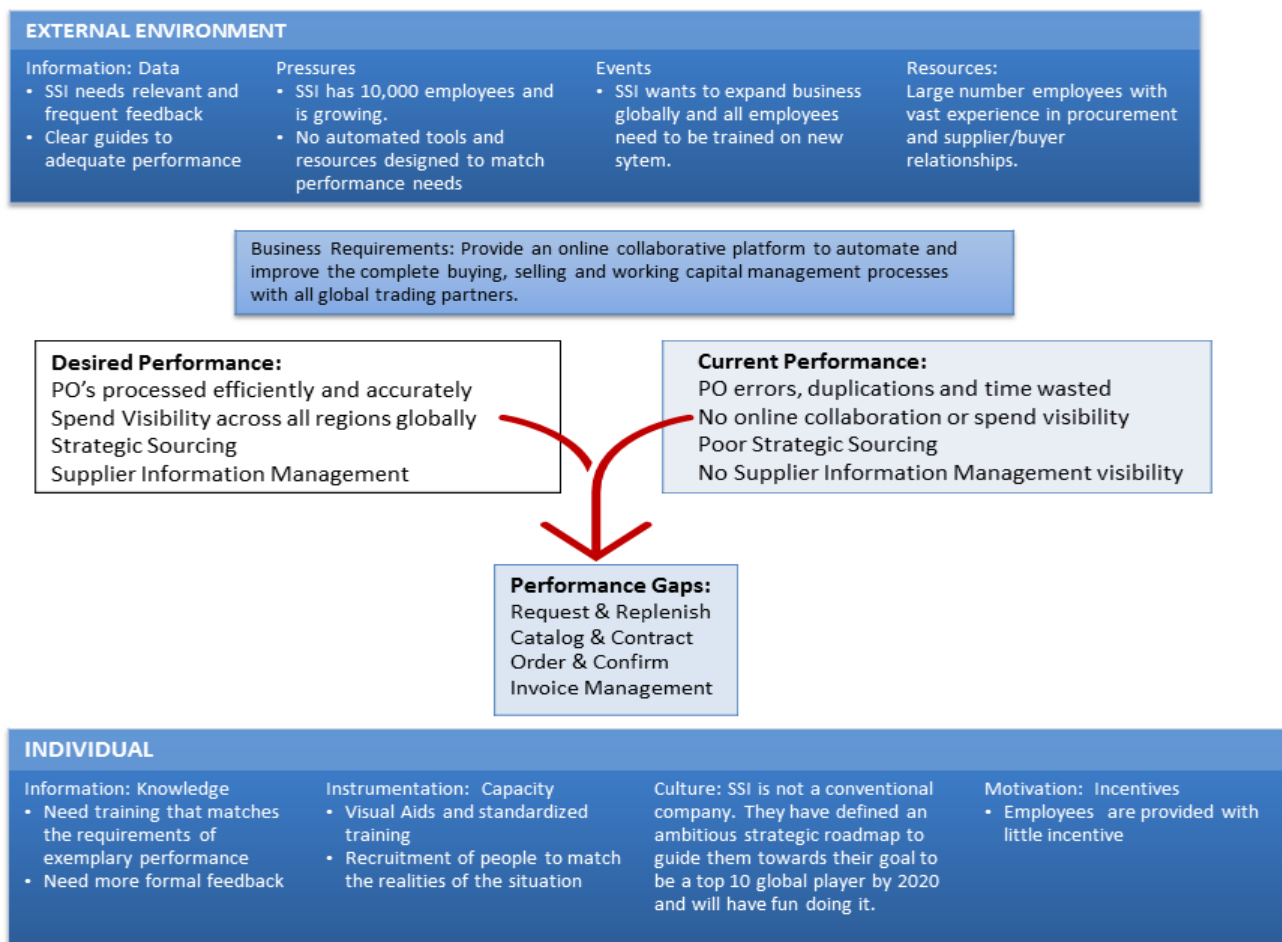 EXTERNAL ENVIRONMENT
Information: Data
• SSI needs relevant and
frequent feedback
• Clear guides to
adequate performance
Pressures
• SSI has 10,000 employees and
is growing.
• No automated tools and
resources designed to match
performance needs
Events
• SSI wants to expand business
globally and all employees
need to be trained on new
sytem.
Resources:
Large number employees with
vast experience in procurement
and supplier/buyer
relationships.
Business Requirements: Provide an online collaborative platform to automate and
improve the complete buying, selling and working capital management processes
with all global trading partners.
Desired Performance:
PO's processed efficiently and accurately
Spend Visibility across all regions globally
Strategic Sourcing
Supplier Information Management
Current Performance:
PO errors, duplications and time wasted
No online collaboration or spend visibility
Poor Strategic Sourcing
No Supplier Information Management visibility
Performance Gaps:
Request & Replenish
Catalog & Contract
Order & Confirm
Invoice Management
INDIVIDUAL
Information: Knowledge
• Need training that matches
the requirements of
exemplary performance
• Need more formal feedback
Instrumentation: Capacity
• Visual Aids and standardized
training
• Recruitment of people to match
the realities of the situation
Culture: SSI is not a conventional
company. They have defined an
ambitious strategic roadmap to
guide them towards their goal to
be a top 10 global player by 2020
and will have fun doing it.
Motivation: Incentives
• Employees are provided with
little incentive